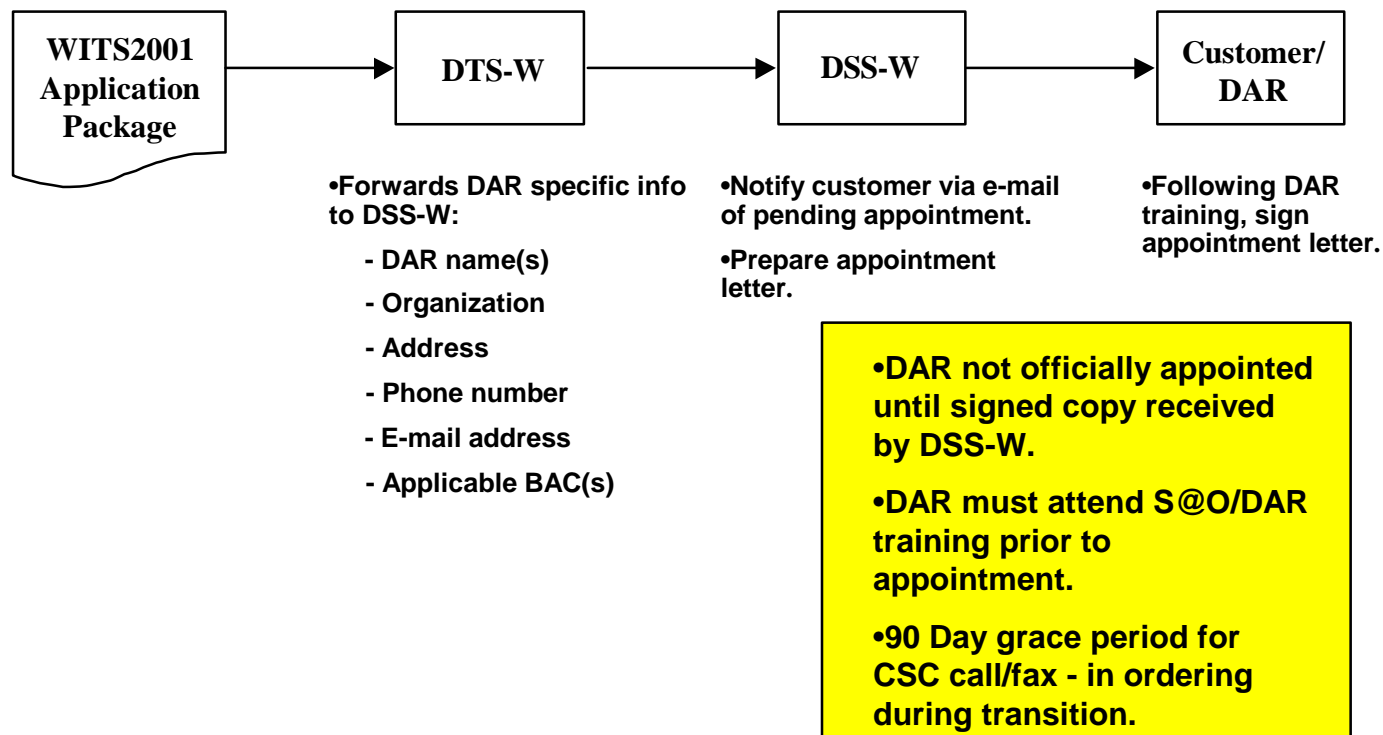 WITS2001
Application
Package
DTS-W
DSS-W
Customer/
DAR
•Forwards DAR specific info
to DSS-W:
- DAR name(s)
- Organization
- Address
- Phone number
- E-mail address
- Applicable BAC(s)
•Notify customer via e-mail
of pending appointment.
•Prepare appointment
letter.
•Following DAR
training, sign
appointment letter.
•DAR not officially appointed
until signed copy received
by DSS-W.
•DAR must attend S@O/DAR
training prior to
appointment.
•90 Day grace period for
CSC call/fax - in ordering
during transition.